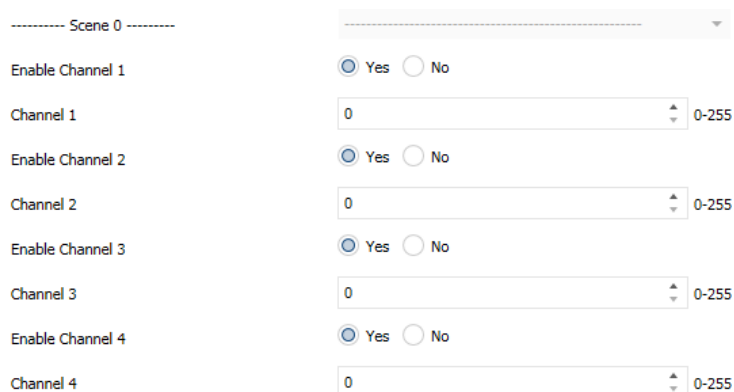 ---------- Scene 0 --------- --------------------------------------------------------
Enable Channel 1 Yes No
Channel 1 0 0-255
Enable Channel 2 Yes No
Channel 2 0 0-255
Enable Channel 3 Yes No
Channel 3 0 0-255
Enable Channel 4 Yes No
Channel 4 0 0-255